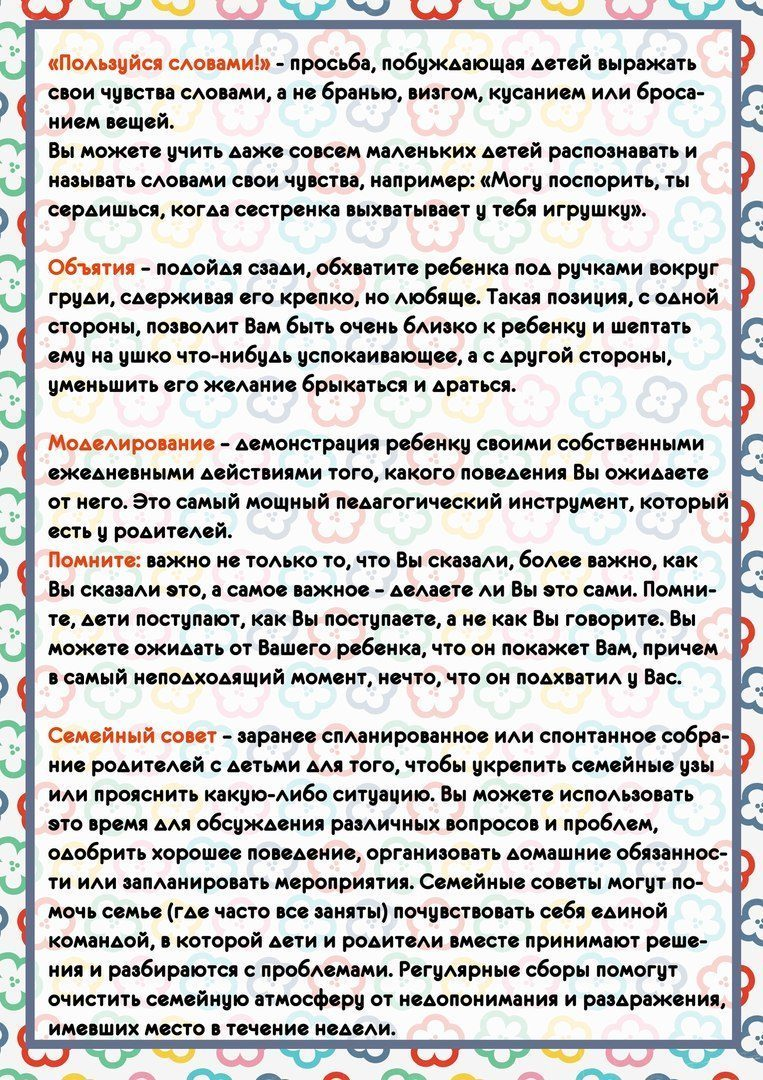 «Пользуйся словами!» - просьба, побуждающая детей выражать
свои чувства словами, а не бранью, визгом, кусанием или броса-
нием вещей.
Вы можете учить даже совсем маленьких детей распознавать и
называть словами свои чувства, например: «Могу поспорить, ты
сердишься, когда сестренка выхватывает у тебя игрушку».
Объятия – подойдя сзади, обхватите ребенка под ручками вокруг
груди, сдерживая его крепко, но любяще. Такая позиция, с одной
стороны, позволит Вам быть очень близко к ребенку и шептать
ему на ушко что-нибудь успокаивающее, а с другой стороны,
уменьшить его желание брыкаться и драться.
Моделирование – демонстрация ребенку своими собственными
ежедневными действиями того, какого поведения Вы ожидаете
от него. Это самый мощный педагогический инструмент, который
есть у родителей.
Помните: важно не только то, что Вы сказали, более важно, как
Вы сказали это, а самое важное – делаете ли Вы это сами. Помни-
те, дети поступают, как Вы поступаете, а не как Вы говорите. Вы
можете ожидать от Вашего ребенка, что он покажет Вам, причем
в самый неподходящий момент, нечто, что он подхватил у Вас.
Семейный совет – заранее спланированное или спонтанное собра-
ние родителей с детьми для того, чтобы укрепить семейные узы
или прояснить какую-либо ситуацию. Вы можете использовать
это время для обсуждения различных вопросов и проблем,
одобрить хорошее поведение, организовать домашние обязаннос-
ти или запланировать мероприятия. Семейные советы могут по-
мочь семье (где часто все заняты) почувствовать себя единой
командой, в которой дети и родители вместе принимают реше-
ния и разбираются с проблемами. Регулярные сборы помогут
очистить семейную атмосферу от недопонимания и раздражения,
имевших место в течение недели.